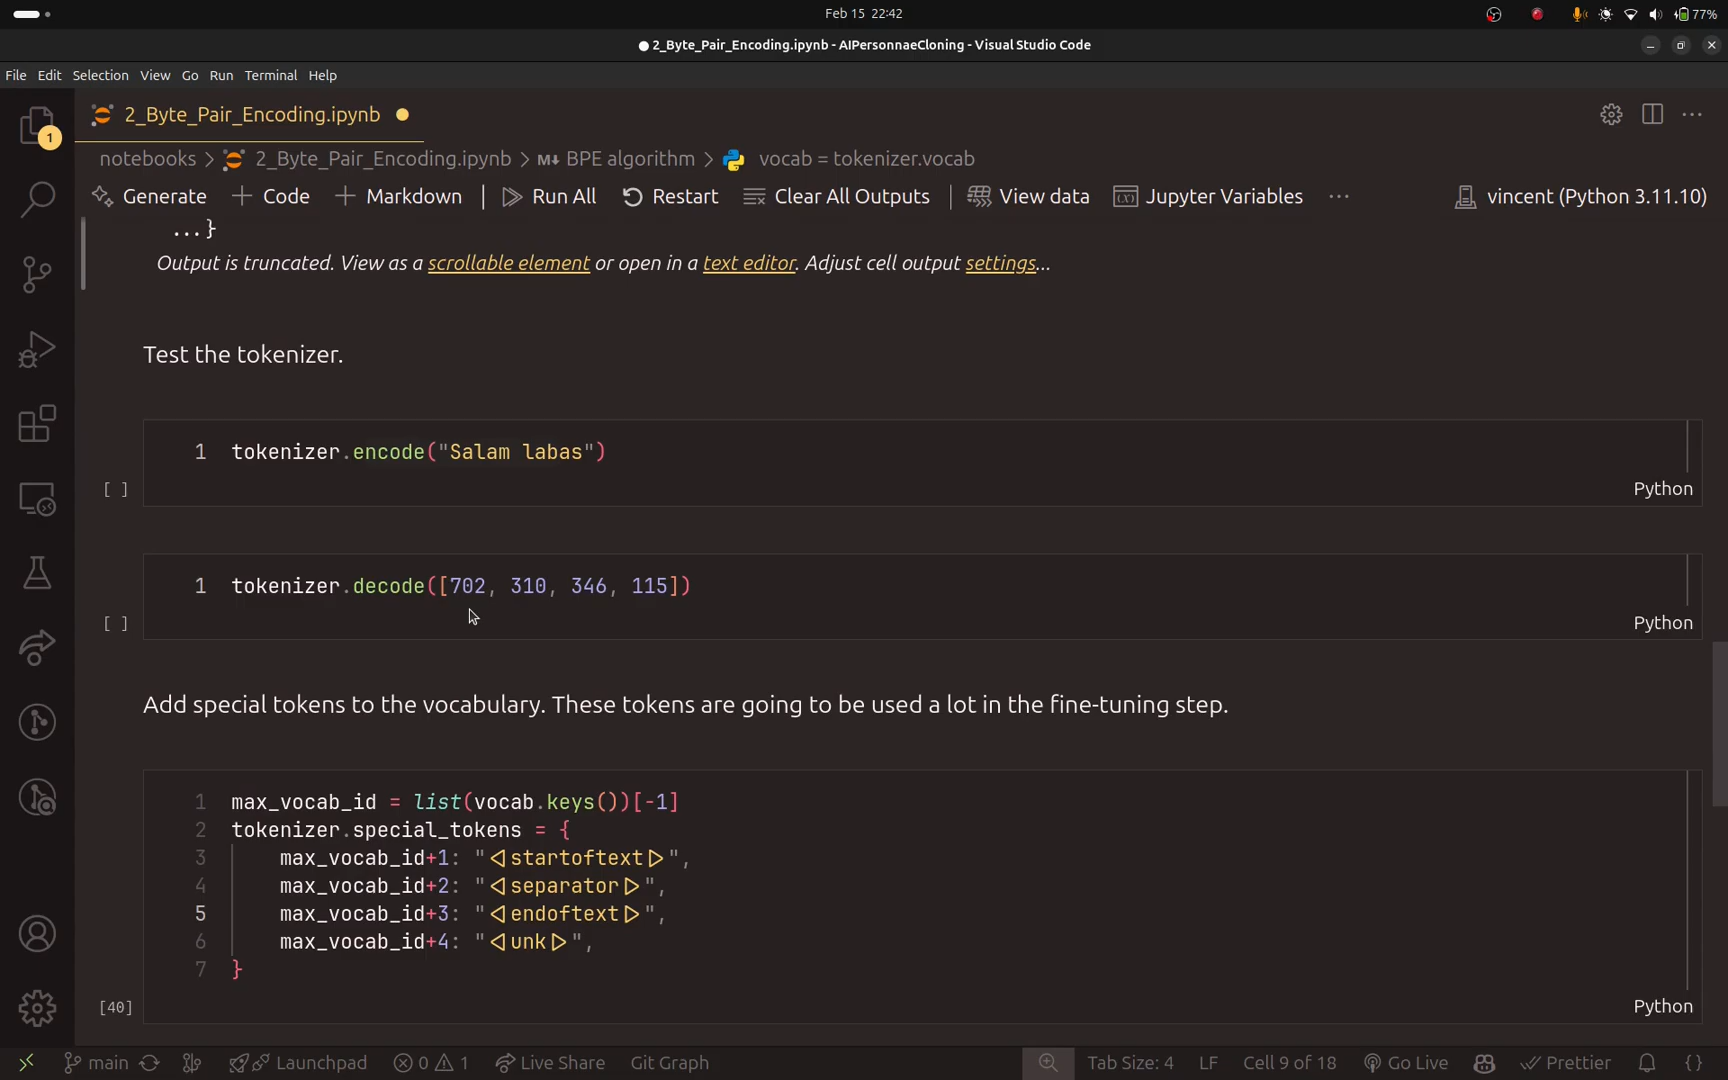 Feb 15 22:42
77%
2_Byte_Pair_Encoding.ipynb - AIPersonnaeCloning - Visual Studio Code
File Edit Selection View Go Run Terminal Help
2_Byte_Pair_Encoding.ipynb
1
notebooks > 2_Byte_Pair_Encoding.ipynb > M↓ BPE algorithm > vocab = tokenizer.vocab
Generate + Code + Markdown | Run All Restart Clear All Outputs | View data Jupyter Variables ... vincent (Python 3.11.10)
...}
Output is truncated. View as a scrollable element or open in a text editor. Adjust cell output settings...
Test the tokenizer.
1 tokenizer.encode("Salam labas")
[ ] Python
1 tokenizer.decode([702, 310, 346, 115])
[ ] Python
Add special tokens to the vocabulary. These tokens are going to be used a lot in the fine-tuning step.
1 max_vocab_id = list(vocab.keys())[-1]
2 tokenizer.special_tokens = {
3 max_vocab_id+1: "<|startoftext|>",
4 max_vocab_id+2: "<|separator|>",
5 max_vocab_id+3: "<|endoftext|>",
6 max_vocab_id+4: "<|unk|>",
7 }
[40] Python
main Launchpad 0 1 Live Share Git Graph Tab Size: 4 LF Cell 9 of 18 Go Live Prettier {}